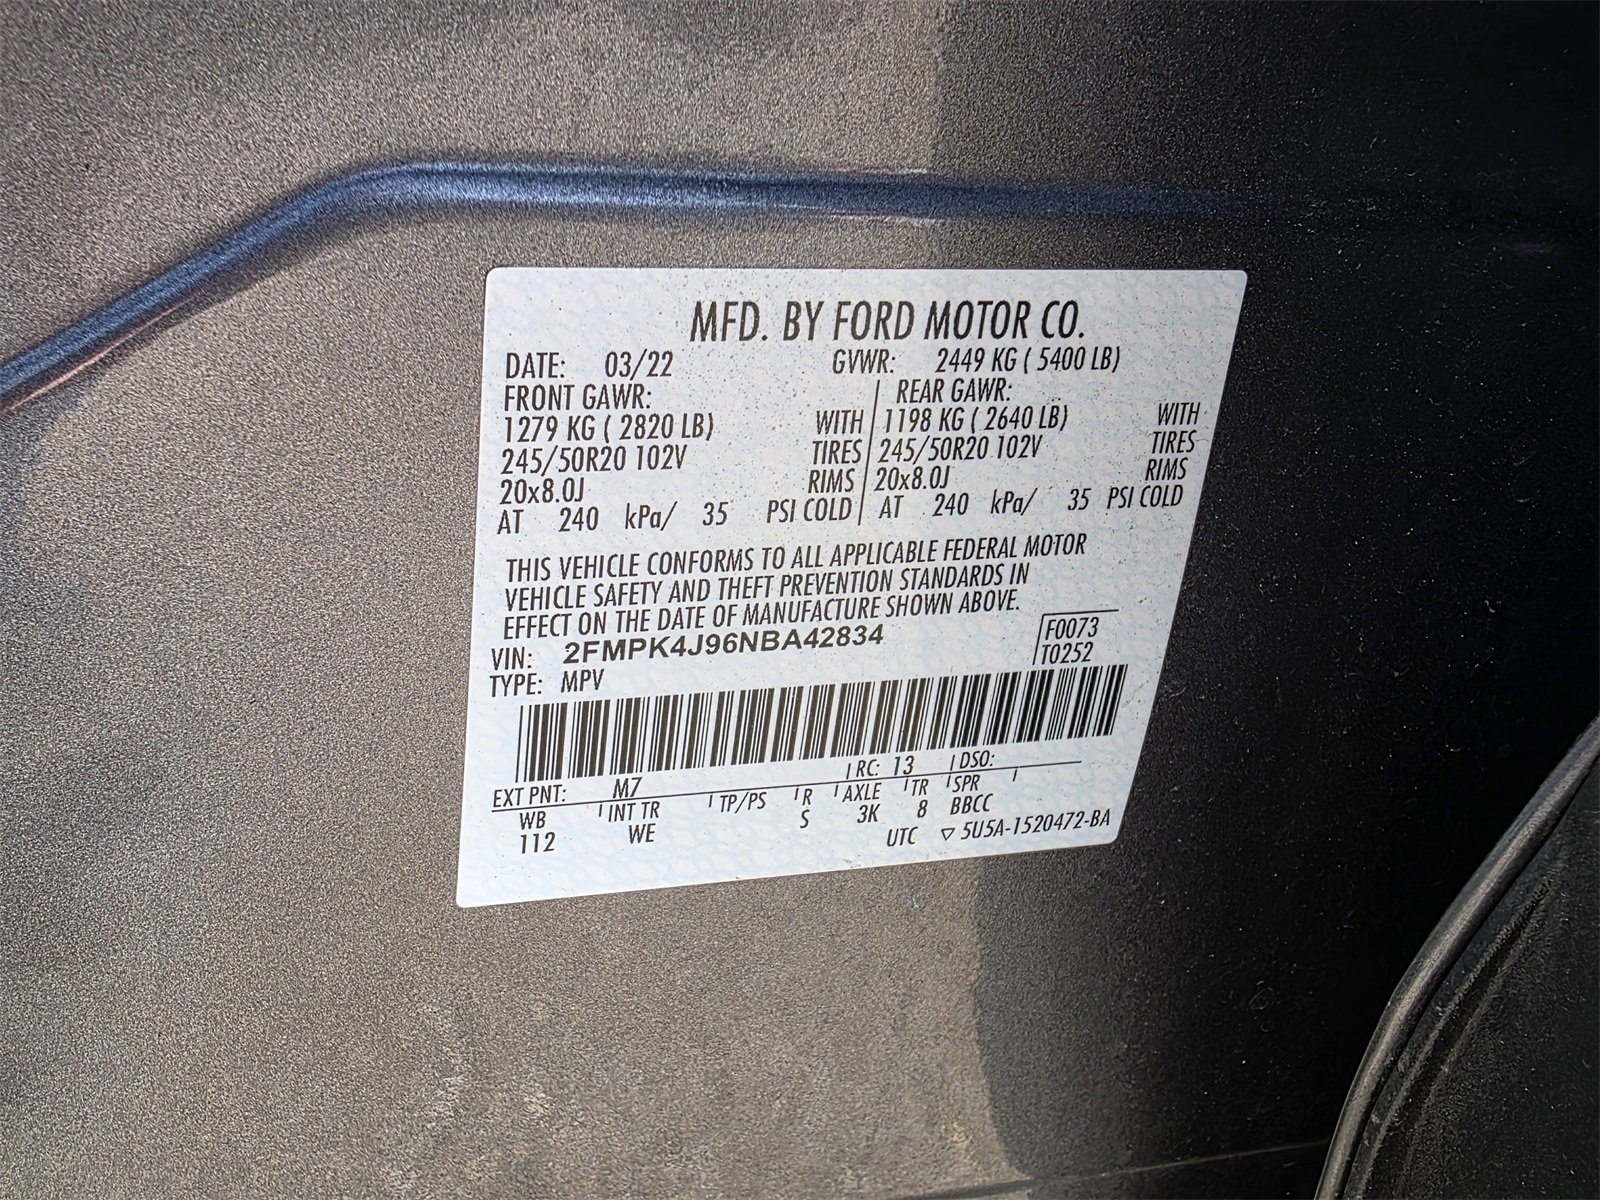 MFD. BY FORD MOTOR CO.
DATE: 03/22 GVWR: 2449 KG ( 5400 LB)
FRONT GAWR: REAR GAWR:
1279 KG ( 2820 LB) WITH 1198 KG ( 2640 LB) WITH
245/50R20 102V TIRES 245/50R20 102V TIRES
20x8.0J RIMS 20x8.0J RIMS
AT 240 kPa/ 35 PSI COLD AT 240 kPa/ 35 PSI COLD
THIS VEHICLE CONFORMS TO ALL APPLICABLE FEDERAL MOTOR
VEHICLE SAFETY AND THEFT PREVENTION STANDARDS IN
EFFECT ON THE DATE OF MANUFACTURE SHOWN ABOVE.
VIN: 2FMPK4J96NBA42834 F0073
TYPE: MPV T0252
EXT PNT: M7 RC: 13 DSO:
WB INT TR TP/PS R AXLE TR SPR
112 WE S 3K 8 BBCC
UTC ▽ 5U5A-1520472-BA